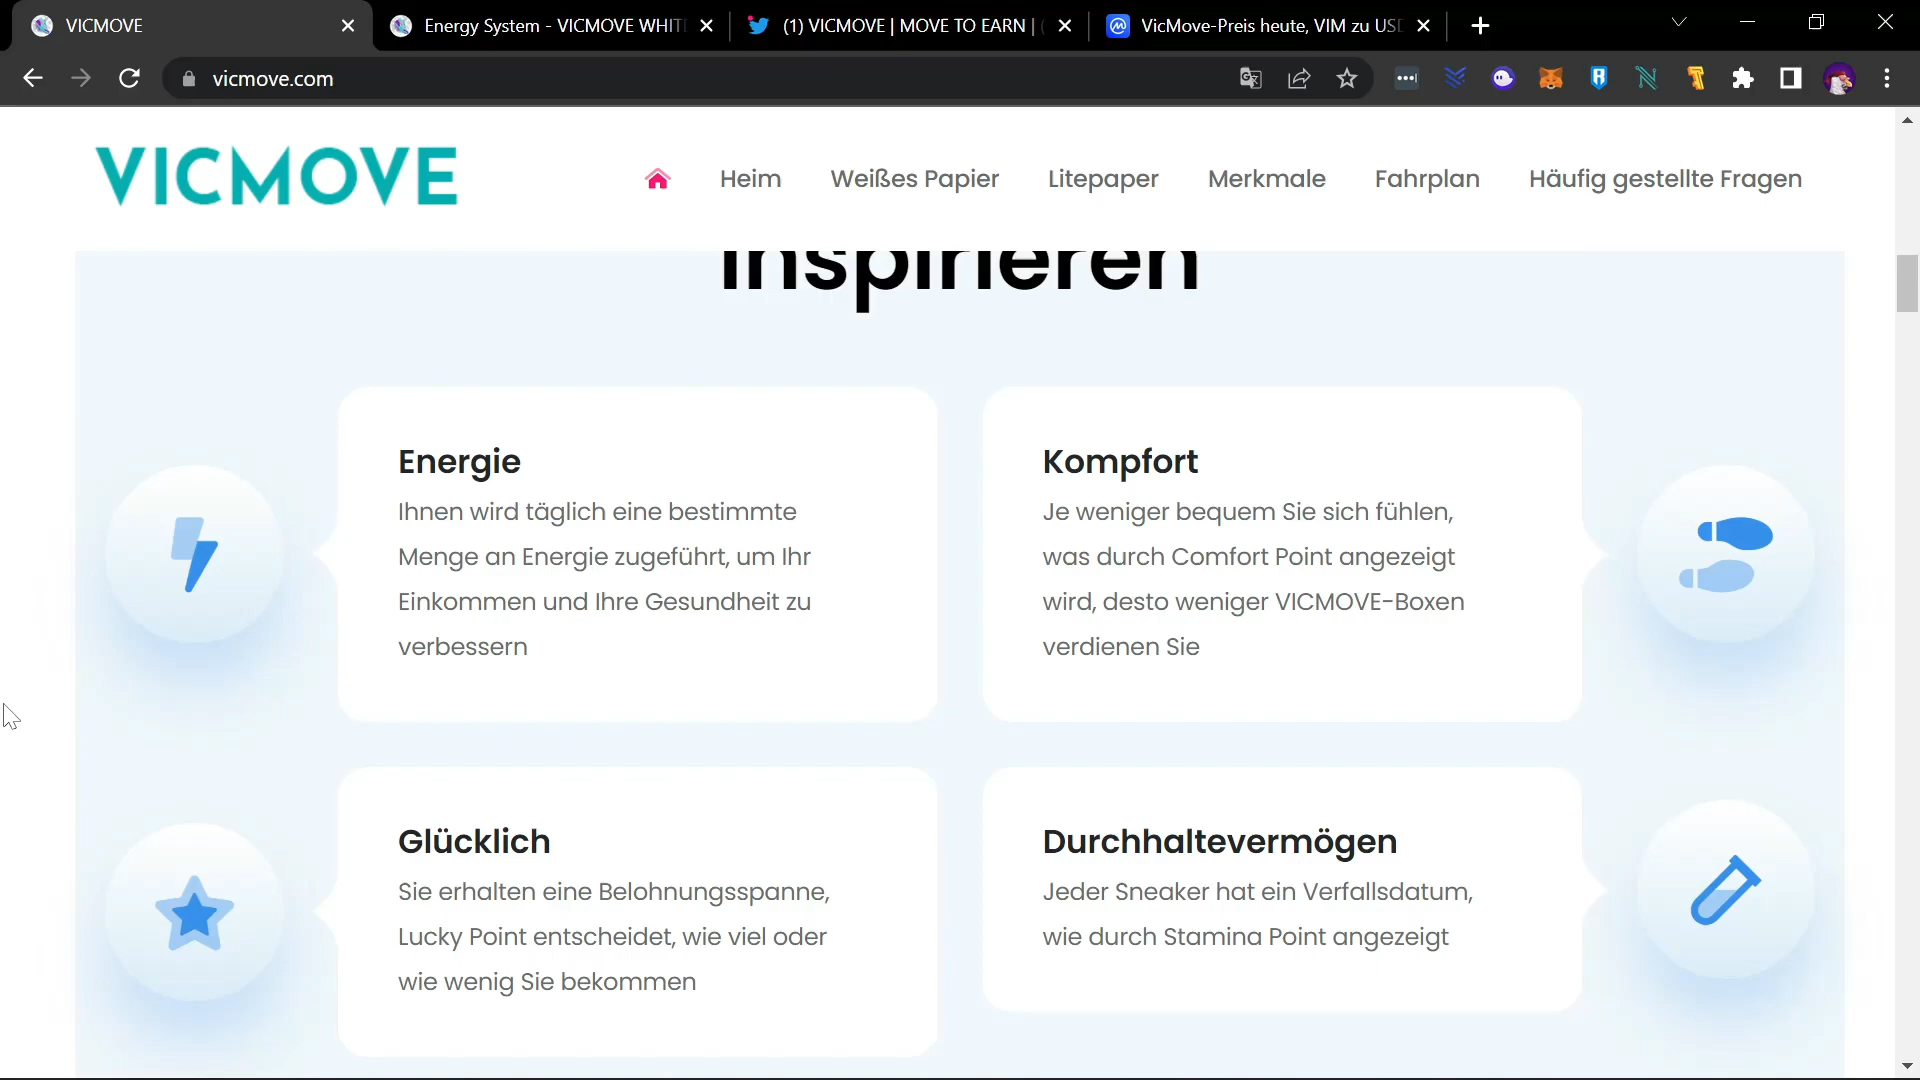 VICMOVE
Energy System - VICMOVE WHIT
(1) VICMOVE | MOVE TO EARN | (
VicMove-Preis heute, VIM zu USD
vicmove.com
VICMOVE
Heim
Weißes Papier
Litepaper
Merkmale
Fahrplan
Häufig gestellte Fragen
inspirieren
Energie
Ihnen wird täglich eine bestimmte
Menge an Energie zugeführt, um Ihr
Einkommen und Ihre Gesundheit zu
verbessern
Kompfort
Je weniger bequem Sie sich fühlen,
was durch Comfort Point angezeigt
wird, desto weniger VICMOVE-Boxen
verdienen Sie
Glücklich
Sie erhalten eine Belohnungsspanne,
Lucky Point entscheidet, wie viel oder
wie wenig Sie bekommen
Durchhaltevermögen
Jeder Sneaker hat ein Verfallsdatum,
wie durch Stamina Point angezeigt